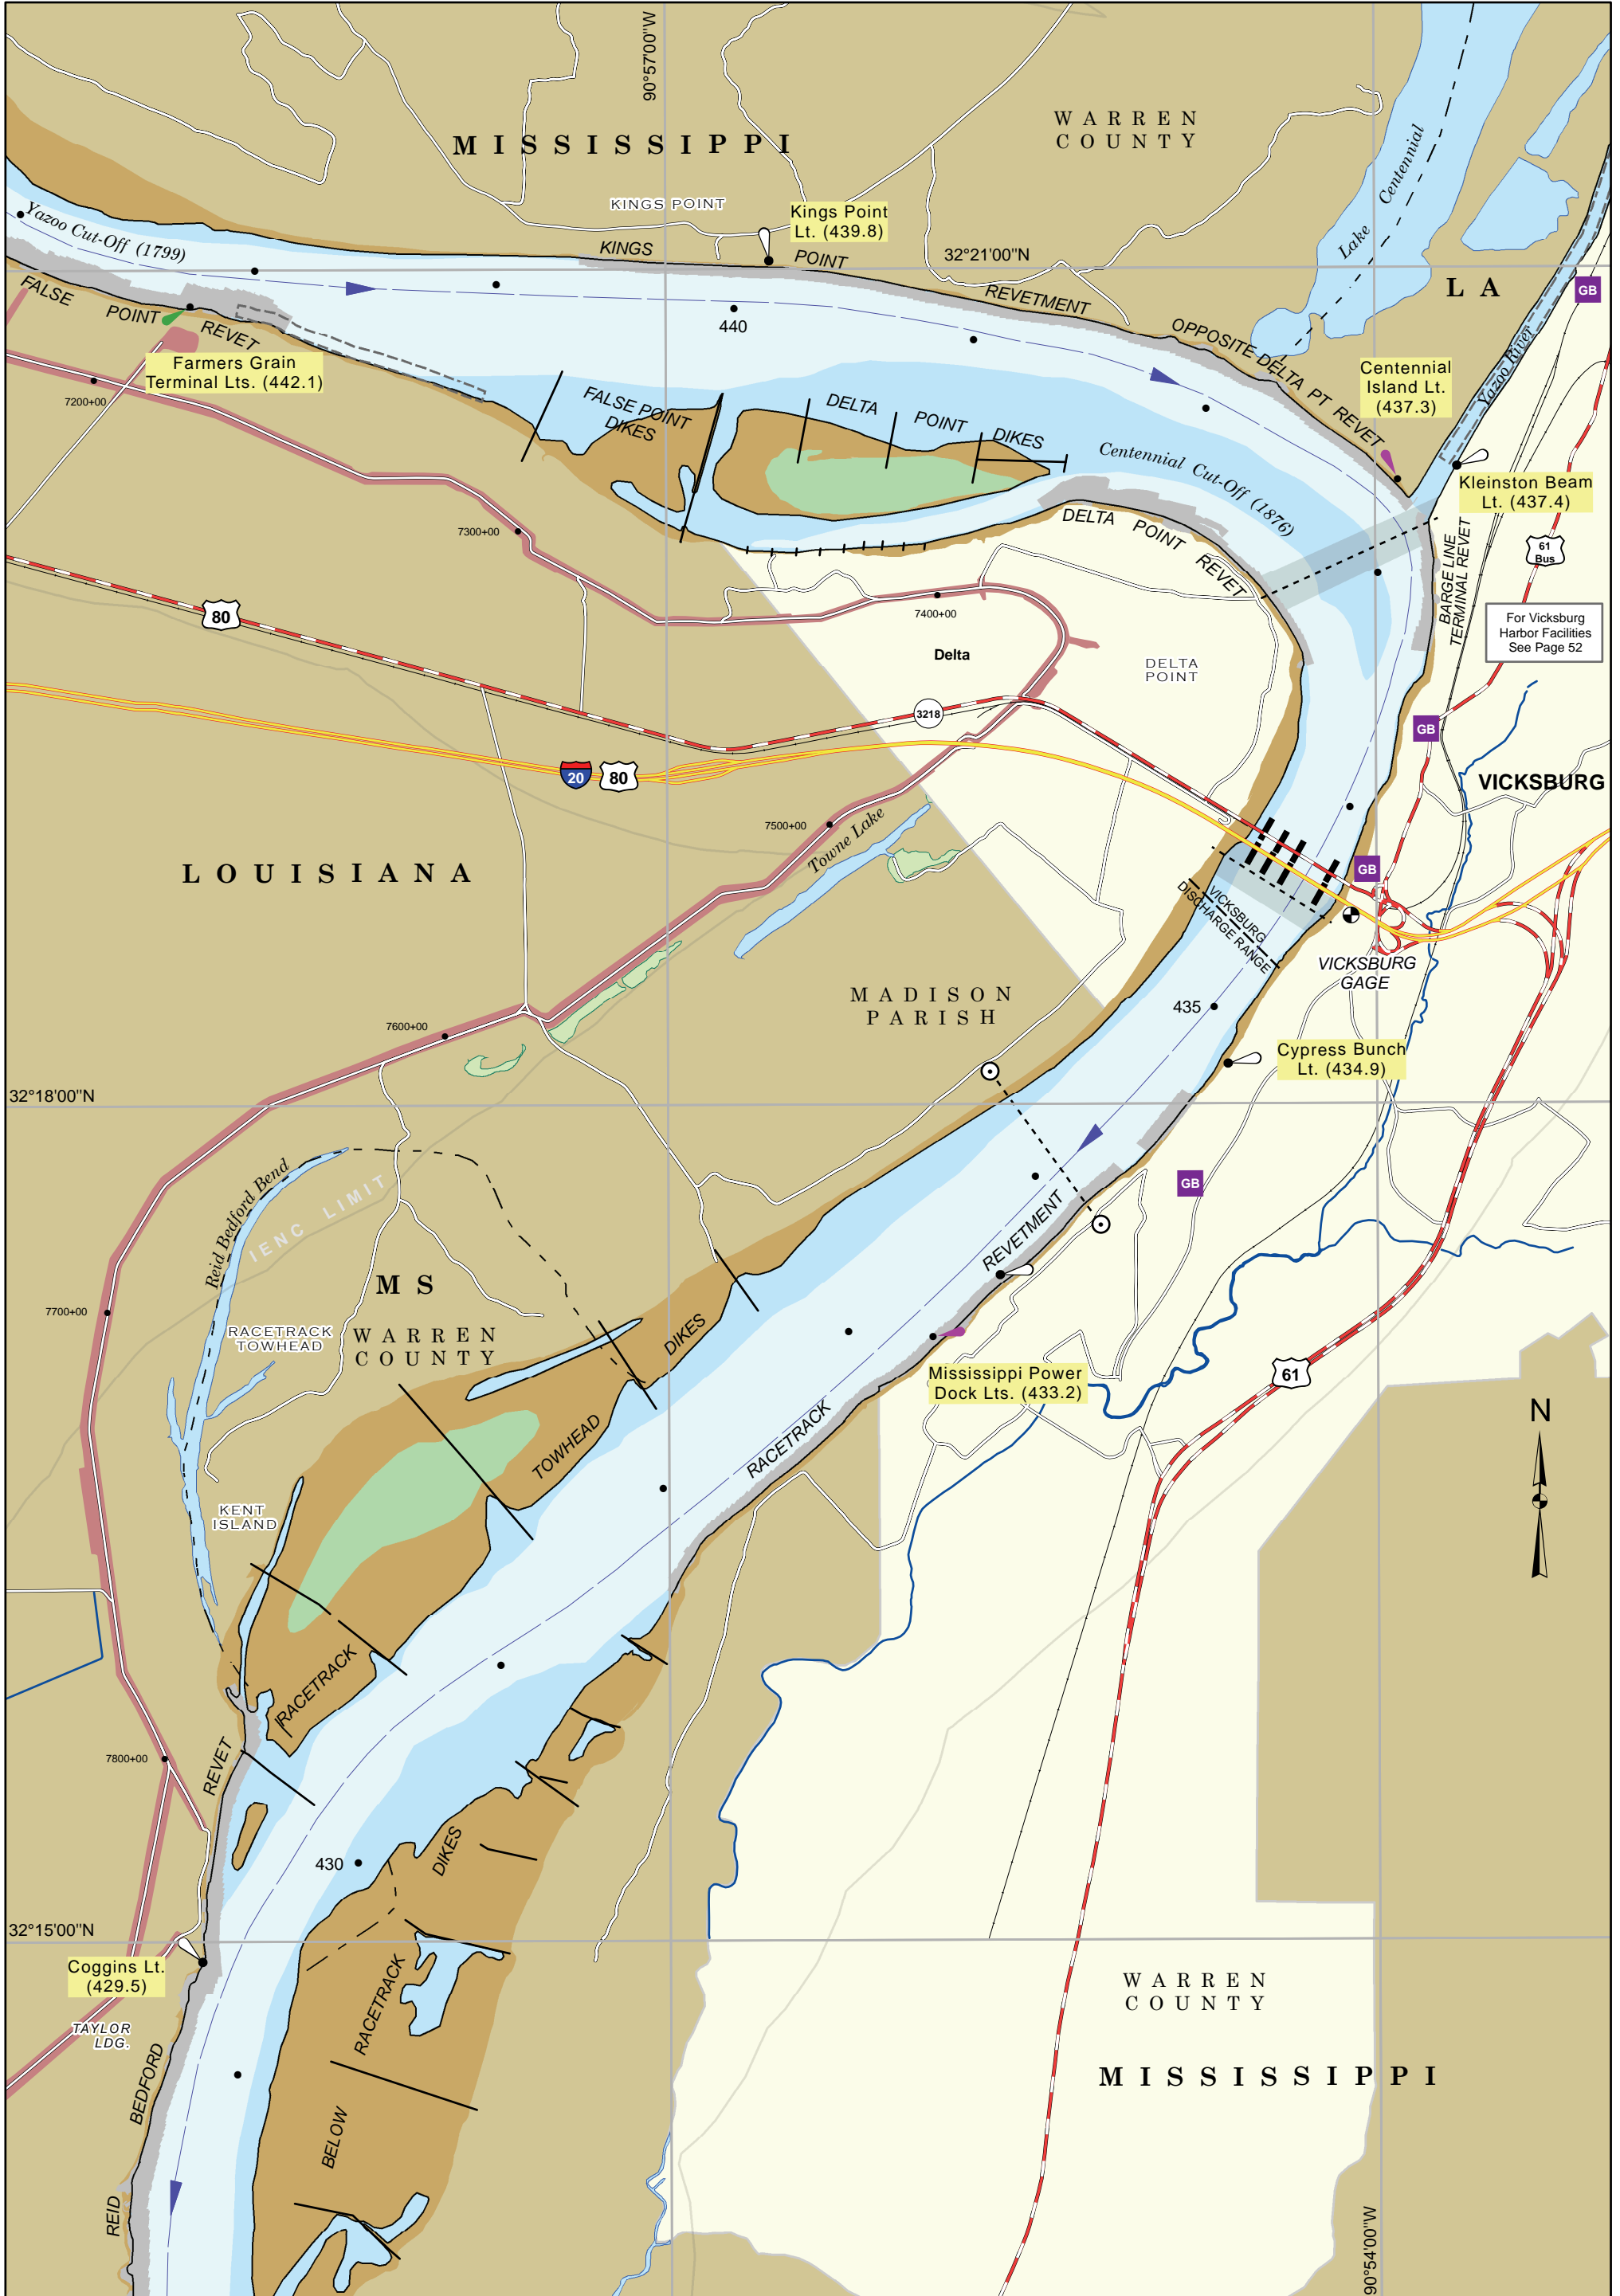 90°57'00"W
WARREN
COUNTY
MISSISSIPPI
Lake Centennial
KINGS POINT
Kings Point
Lt. (439.8)
Yazoo Cut-Off (1799)
KINGS POINT REVETMENT
32°21'00"N
LA
GB
FALSE POINT REVET
440
OPPOSITE DELTA PT REVET
Yazoo River
Farmers Grain
Terminal Lts. (442.1)
Centennial
Island Lt.
(437.3)
7200+00
FALSE POINT
DIKES
DELTA POINT DIKES
Centennial Cut-Off (1876)
Kleinston Beam
Lt. (437.4)
7300+00
DELTA POINT REVET
BARGE LINE
TERMINAL REVET
61
Bus
80
7400+00
For Vicksburg
Harbor Facilities
See Page 52
Delta
DELTA
POINT
3218
GB
20
80
VICKSBURG
7500+00
Towne Lake
LOUISIANA
GB
VICKSBURG
DISCHARGE RANGE
VICKSBURG
GAGE
MADISON
PARISH
435
7600+00
Cypress Bunch
Lt. (434.9)
32°18'00"N
Reid Bedford Bend
IENC LIMIT
GB
REVETMENT
MS
7700+00
RACETRACK
TOWHEAD
WARREN
COUNTY
DIKES
Mississippi Power
Dock Lts. (433.2)
61
N
TOWHEAD
RACETRACK
KENT
ISLAND
RACETRACK
7800+00
REVET
DIKES
430
32°15'00"N
Coggins Lt.
(429.5)
RACETRACK
WARREN
COUNTY
TAYLOR
LDG.
BEDFORD
MISSISSIPPI
BELOW
REID
90°54'00"W